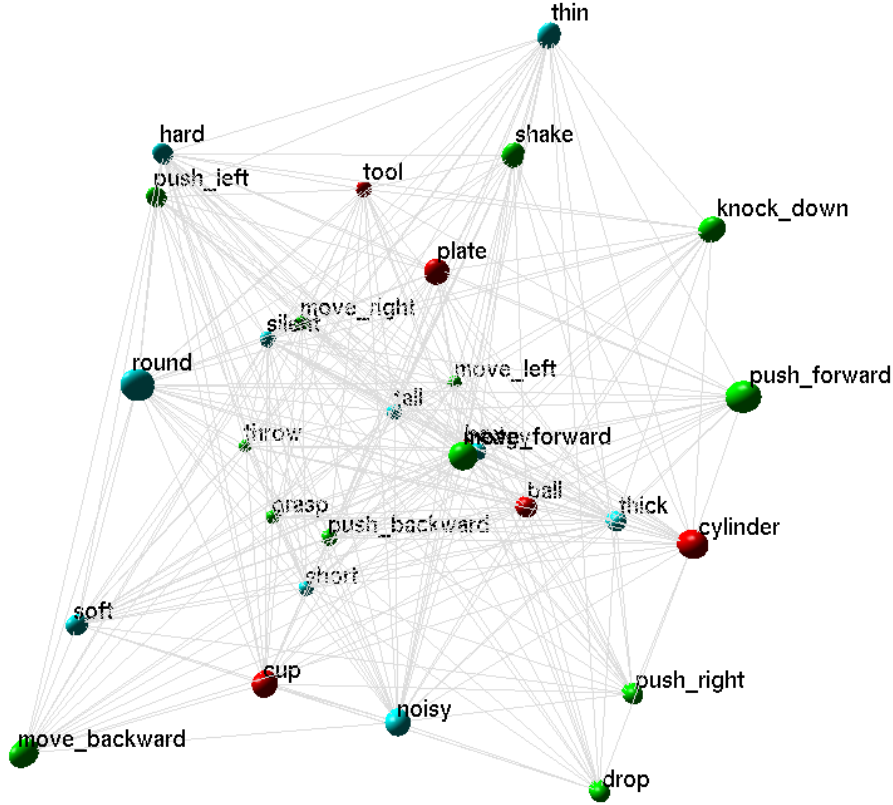 thin
hard
shake
tool
push_left
knock_down
plate
move_right
silent
round
move_left
push_forward
tall
throw
move_forward
ball
grasp
thick
push_backward
cylinder
short
soft
cup
push_right
noisy
move_backward
drop